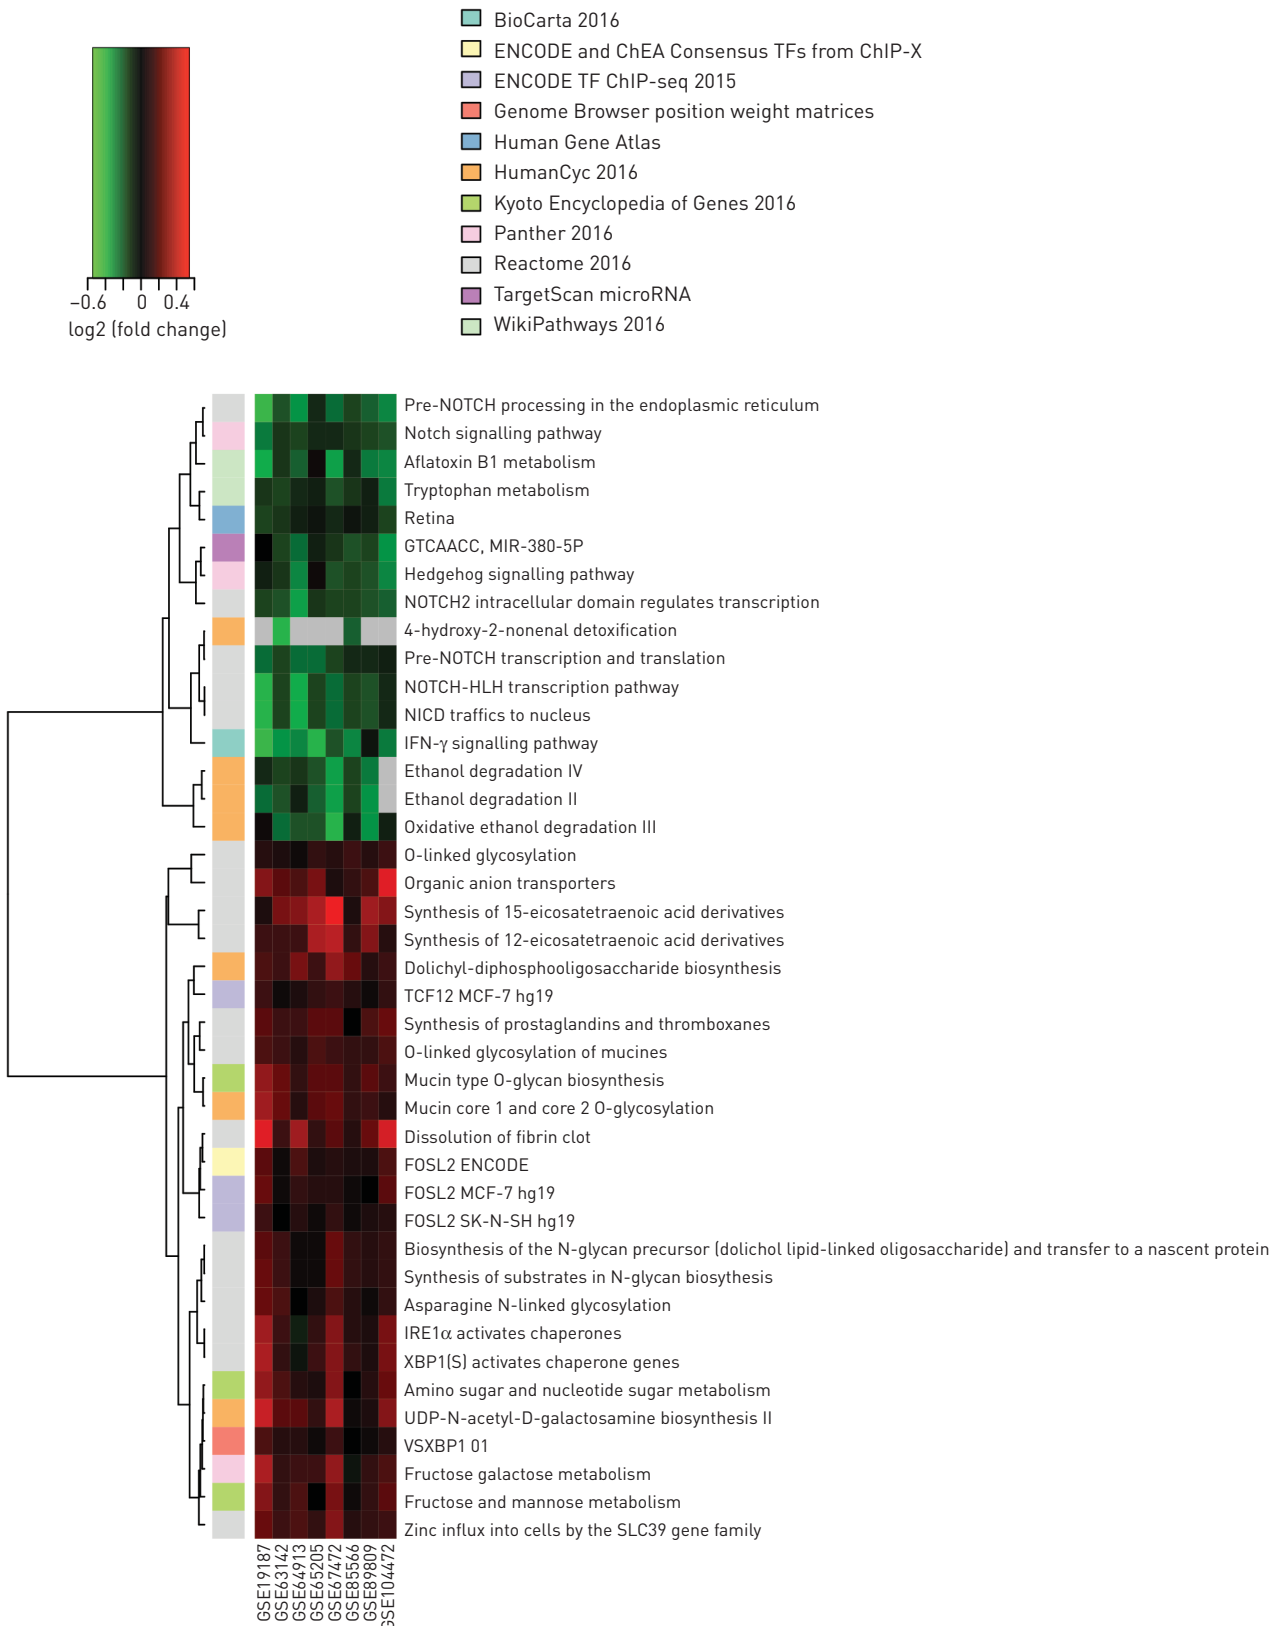 BioCarta 2016
ENCODE and ChEA Consensus TFs from ChIP-X
ENCODE TF ChIP-seq 2015
Genome Browser position weight matrices
Human Gene Atlas
HumanCyc 2016
Kyoto Encyclopedia of Genes 2016
Panther 2016
Reactome 2016
TargetScan microRNA
WikiPathways 2016
−0.6 0 0.4
log2 (fold change)
Pre-NOTCH processing in the endoplasmic reticulum
Notch signalling pathway
Aflatoxin B1 metabolism
Tryptophan metabolism
Retina
GTCAACC, MIR-380-5P
Hedgehog signalling pathway
NOTCH2 intracellular domain regulates transcription
4-hydroxy-2-nonenal detoxification
Pre-NOTCH transcription and translation
NOTCH-HLH transcription pathway
NICD traffics to nucleus
IFN-γ signalling pathway
Ethanol degradation IV
Ethanol degradation II
Oxidative ethanol degradation III
O-linked glycosylation
Organic anion transporters
Synthesis of 15-eicosatetraenoic acid derivatives
Synthesis of 12-eicosatetraenoic acid derivatives
Dolichyl-diphosphooligosaccharide biosynthesis
TCF12 MCF-7 hg19
Synthesis of prostaglandins and thromboxanes
O-linked glycosylation of mucines
Mucin type O-glycan biosynthesis
Mucin core 1 and core 2 O-glycosylation
Dissolution of fibrin clot
FOSL2 ENCODE
FOSL2 MCF-7 hg19
FOSL2 SK-N-SH hg19
Biosynthesis of the N-glycan precursor (dolichol lipid-linked oligosaccharide) and transfer to a nascent protein
Synthesis of substrates in N-glycan biosythesis
Asparagine N-linked glycosylation
IRE1α activates chaperones
XBP1(S) activates chaperone genes
Amino sugar and nucleotide sugar metabolism
UDP-N-acetyl-D-galactosamine biosynthesis II
VSXBP1 01
Fructose galactose metabolism
Fructose and mannose metabolism
Zinc influx into cells by the SLC39 gene family
GSE19187
GSE63142
GSE64913
GSE65205
GSE67472
GSE85566
GSE89809
GSE104472